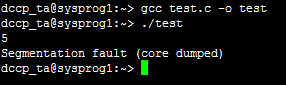 dccp_ta@sysprog1:~> gcc test.c -o test
dccp_ta@sysprog1:~> ./test
5
Segmentation fault (core dumped)
dccp_ta@sysprog1:~>